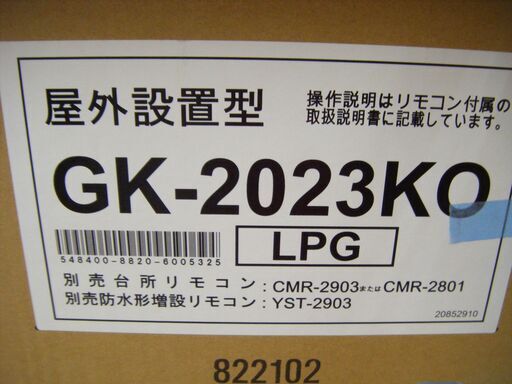 屋外設置型
操作説明はリモコン付属の
取扱説明書に記載しています。
GK-2023KO
548400-8820-6005325
LPG
別売台所リモコン:CMR-2903またはCMR-2801
別売防水形増設リモコン:YST-2903
20852910
822102